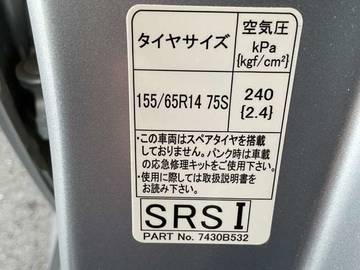 タイヤサイズ 空気圧
kPa
{kgf/cm²}
155/65R14 75S 240
{2.4}
・この車両はスペアタイヤを搭載
しておりません。パンク時は車載
の応急修理キットをご使用下さい。
・使用に際しては取扱説明書を
お読み下さい。
SRS I
PART No. 7430B532